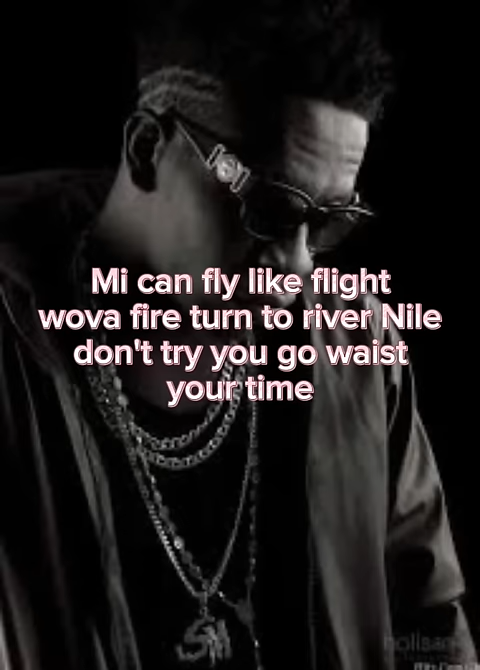 Mi can fly like flight
wova fire turn to river Nile
don't try you go waist
your time